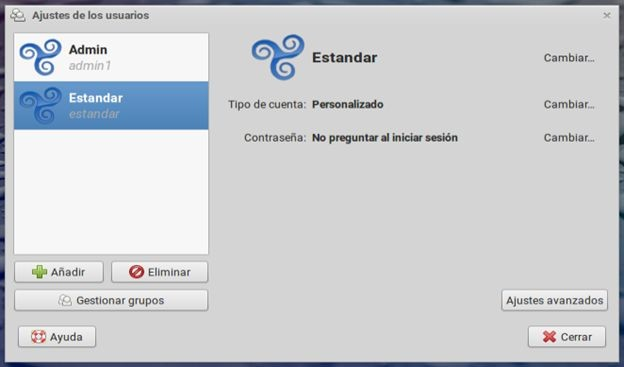 Ajustes de los usuarios
Admin
admin1
Estandar
estandar
Estandar
Cambiar...
Tipo de cuenta: Personalizado
Cambiar...
Contraseña: No preguntar al iniciar sesión
Cambiar...
Añadir
Eliminar
Gestionar grupos
Ajustes avanzados
Ayuda
Cerrar